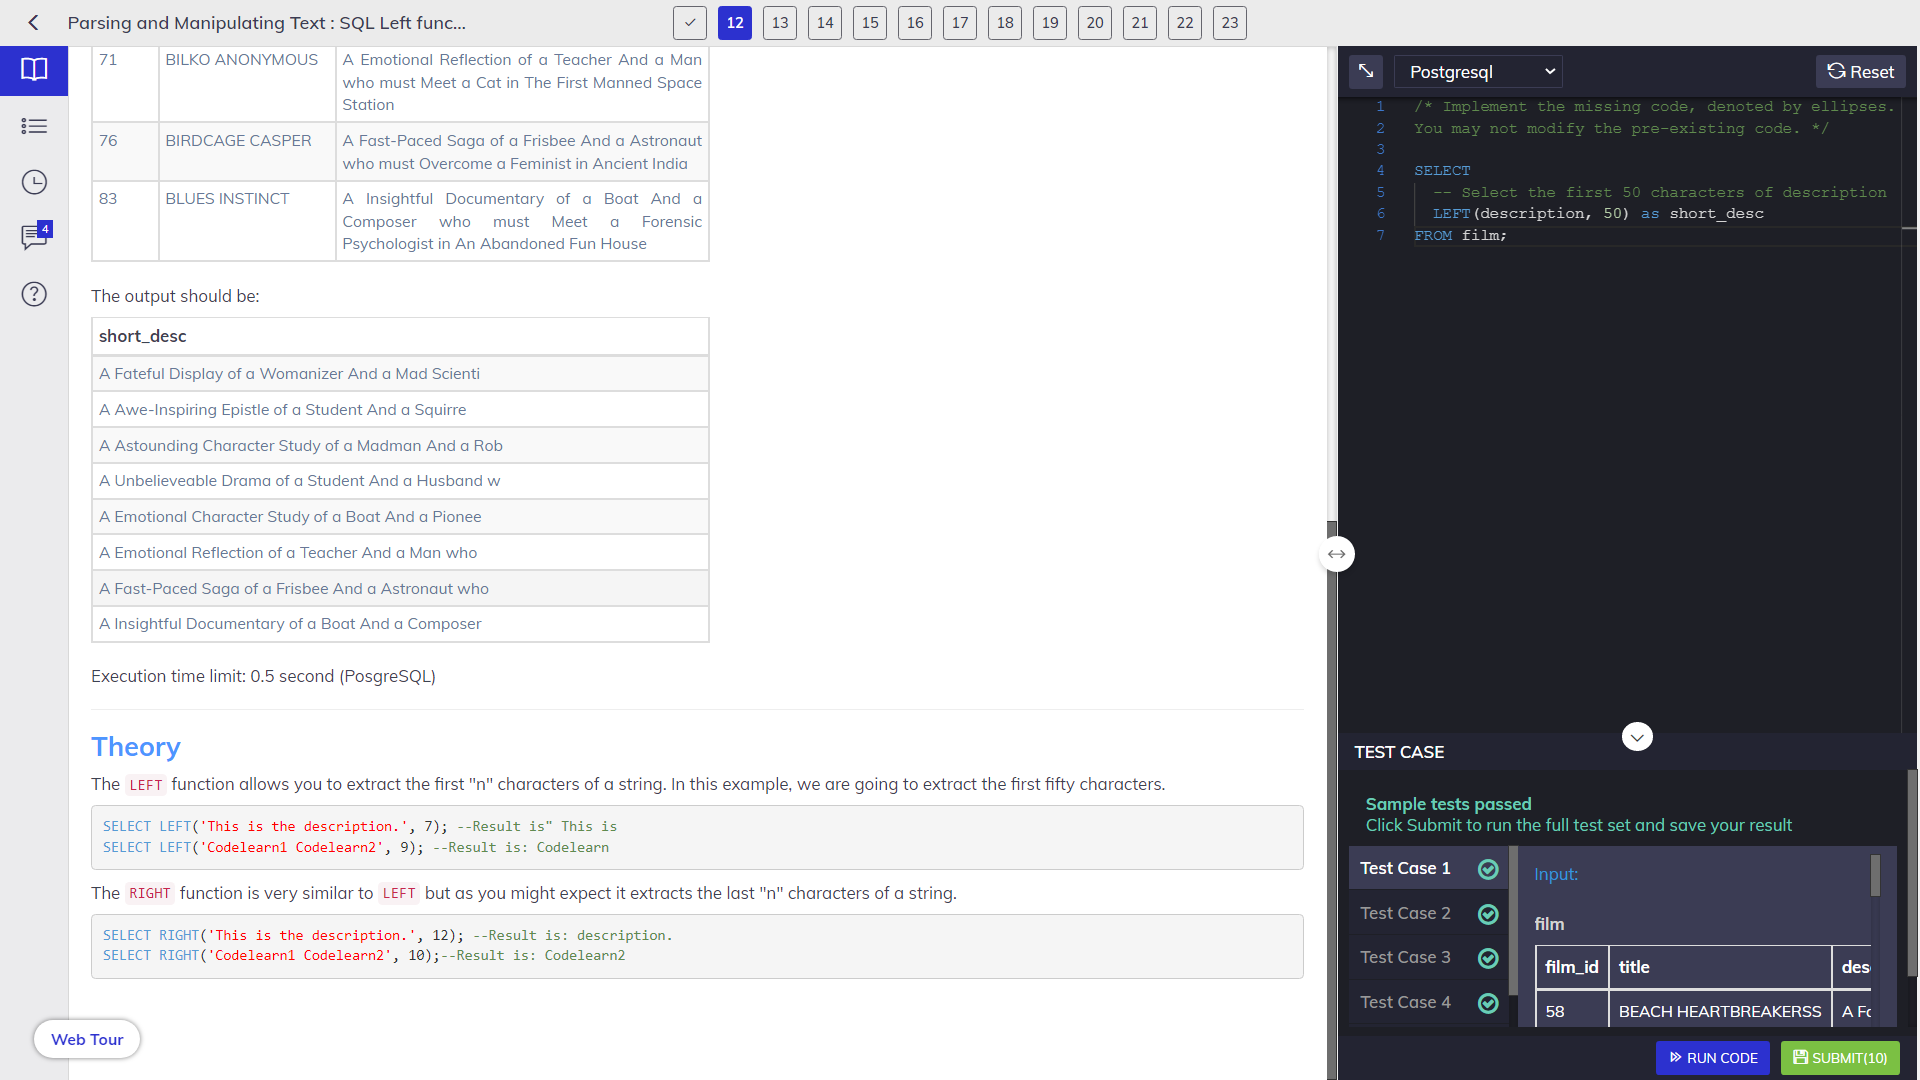 Parsing and Manipulating Text : SQL Left func...
12 13 14 15 16 17 18 19 20 21 22 23
4
71 BILKO ANONYMOUS A Emotional Reflection of a Teacher And a Man
who must Meet a Cat in The First Manned Space
Station
76 BIRDCAGE CASPER A Fast-Paced Saga of a Frisbee And a Astronaut
who must Overcome a Feminist in Ancient India
83 BLUES INSTINCT A Insightful Documentary of a Boat And a
Composer who must Meet a Forensic
Psychologist in An Abandoned Fun House
The output should be:
short_desc
A Fateful Display of a Womanizer And a Mad Scienti
A Awe-Inspiring Epistle of a Student And a Squirre
A Astounding Character Study of a Madman And a Rob
A Unbelieveable Drama of a Student And a Husband w
A Emotional Character Study of a Boat And a Pionee
A Emotional Reflection of a Teacher And a Man who
A Fast-Paced Saga of a Frisbee And a Astronaut who
A Insightful Documentary of a Boat And a Composer
Execution time limit: 0.5 second (PosgreSQL)
Theory
The LEFT function allows you to extract the first "n" characters of a string. In this example, we are going to extract the first fifty characters.
SELECT LEFT('This is the description.', 7); --Result is" This is
SELECT LEFT('Codelearn1 Codelearn2', 9); --Result is: Codelearn
The RIGHT function is very similar to LEFT but as you might expect it extracts the last "n" characters of a string.
SELECT RIGHT('This is the description.', 12); --Result is: description.
SELECT RIGHT('Codelearn1 Codelearn2', 10);--Result is: Codelearn2
Web Tour
Postgresql
Reset
1 /* Implement the missing code, denoted by ellipses.
2 You may not modify the pre-existing code. */
3
4 SELECT
5 -- Select the first 50 characters of description
6 LEFT(description, 50) as short_desc
7 FROM film;
TEST CASE
Sample tests passed
Click Submit to run the full test set and save your result
Test Case 1
Test Case 2
Test Case 3
Test Case 4
Input:
film
film_id title des
58 BEACH HEARTBREAKERSS A Fa
RUN CODE
SUBMIT(10)